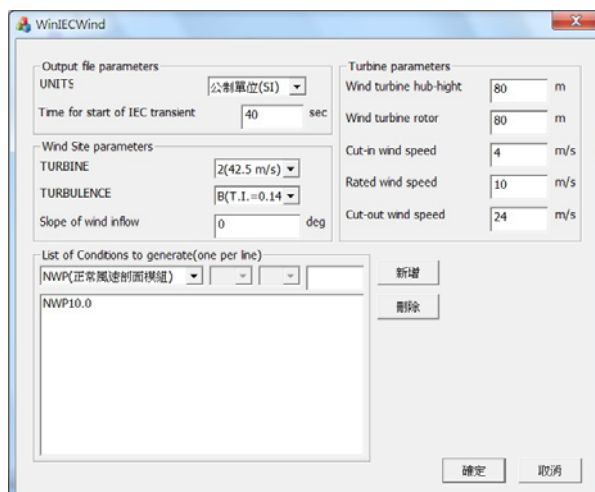 WinIECWind
Output file parameters
UNITS
公制單位(SI)
Time for start of IEC transient
40
sec
Wind Site parameters
TURBINE
2(42.5 m/s)
TURBULENCE
B(T.I.=0.14
Slope of wind inflow
0
deg
Turbine parameters
Wind turbine hub-hight
80
m
Wind turbine rotor
80
m
Cut-in wind speed
4
m/s
Rated wind speed
10
m/s
Cut-out wind speed
24
m/s
List of Conditions to generate(one per line)
NWP(正常風速剖面模組)
新增
NWP10.0
刪除
確定
取消